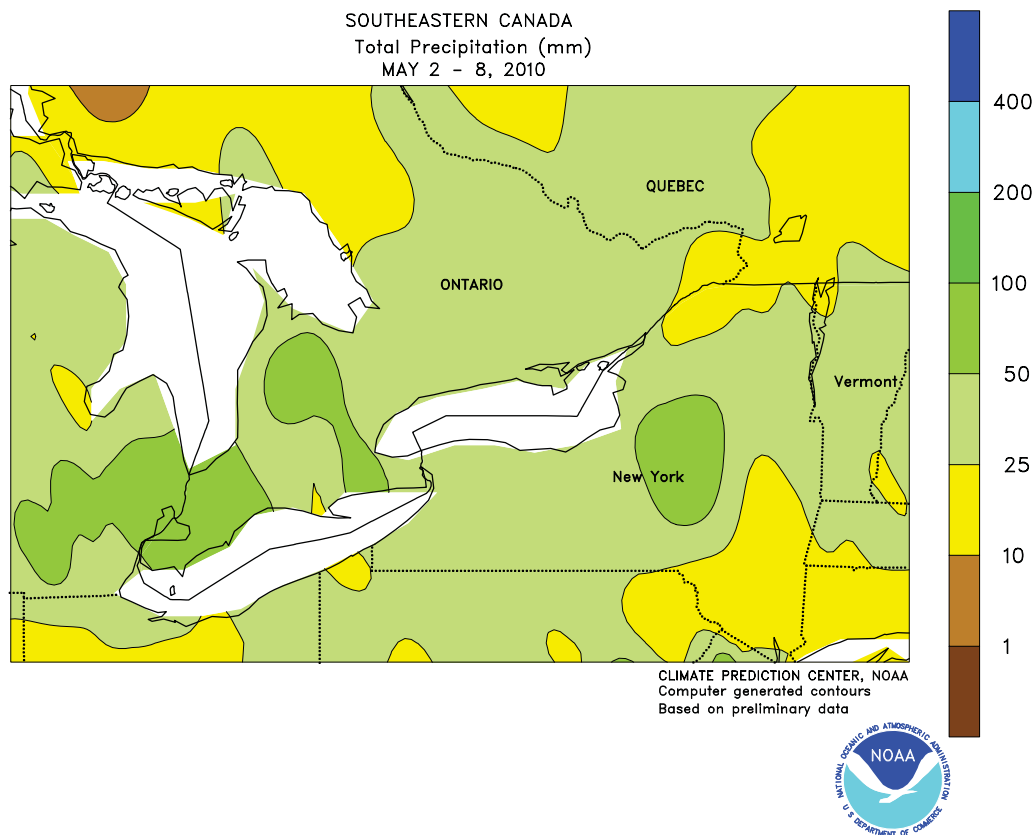 SOUTHEASTERN CANADA
Total Precipitation (mm)
MAY 2 - 8, 2010
400
200
100
50
25
10
1
QUEBEC
ONTARIO
Vermont
New York
CLIMATE PREDICTION CENTER, NOAA
Computer generated contours
Based on preliminary data
NATIONAL OCEANIC AND ATMOSPHERIC ADMINISTRATION
NOAA
U S DEPARTMENT OF COMMERCE